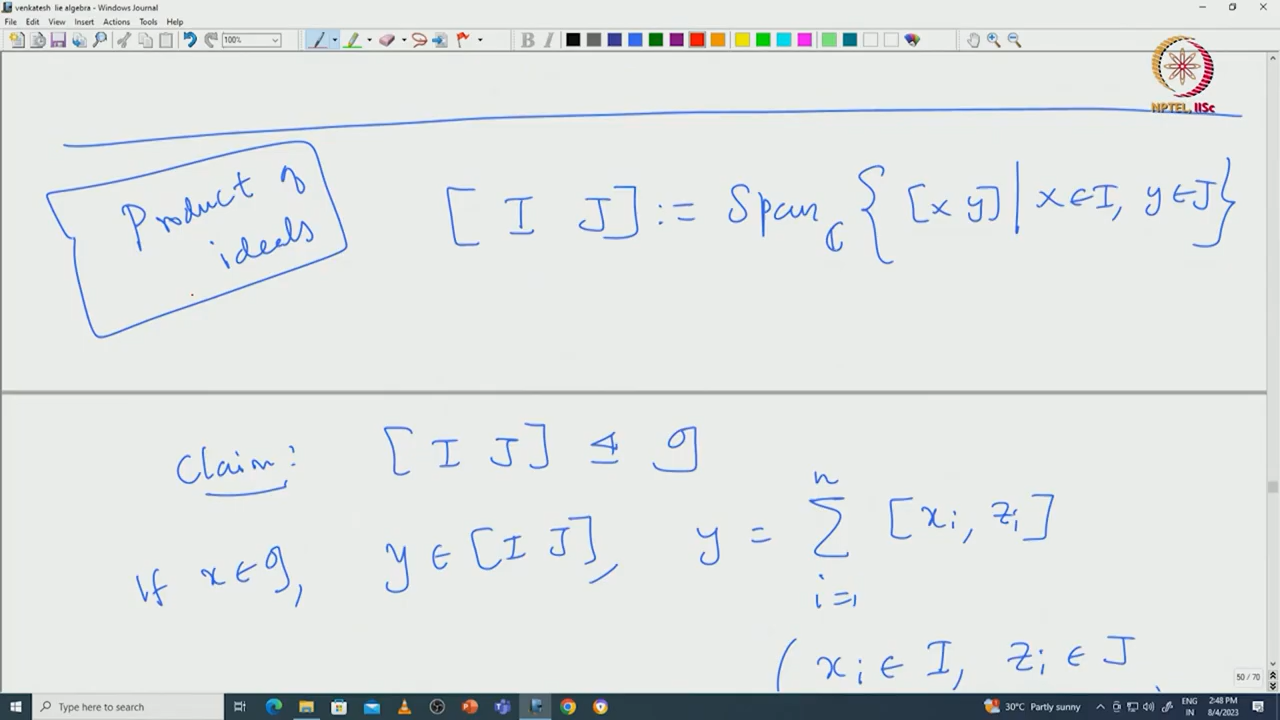 venkatesh lie algebra - Windows Journal
File Edit View Insert Actions Tools Help
100%
NPTEL, IISc
Product of
ideals
[ I J ] := Span_ℂ { [x y] | x ∈ I, y ∈ J }
Claim: [ I J ] ⊴ g
If x ∈ g, y ∈ [I J], y = ∑_{i=1}^{n} [x_i, z_i]
( x_i ∈ I, z_i ∈ J
50 / 70
Type here to search
30°C Partly sunny
ENG
IN
2:48 PM
8/4/2023